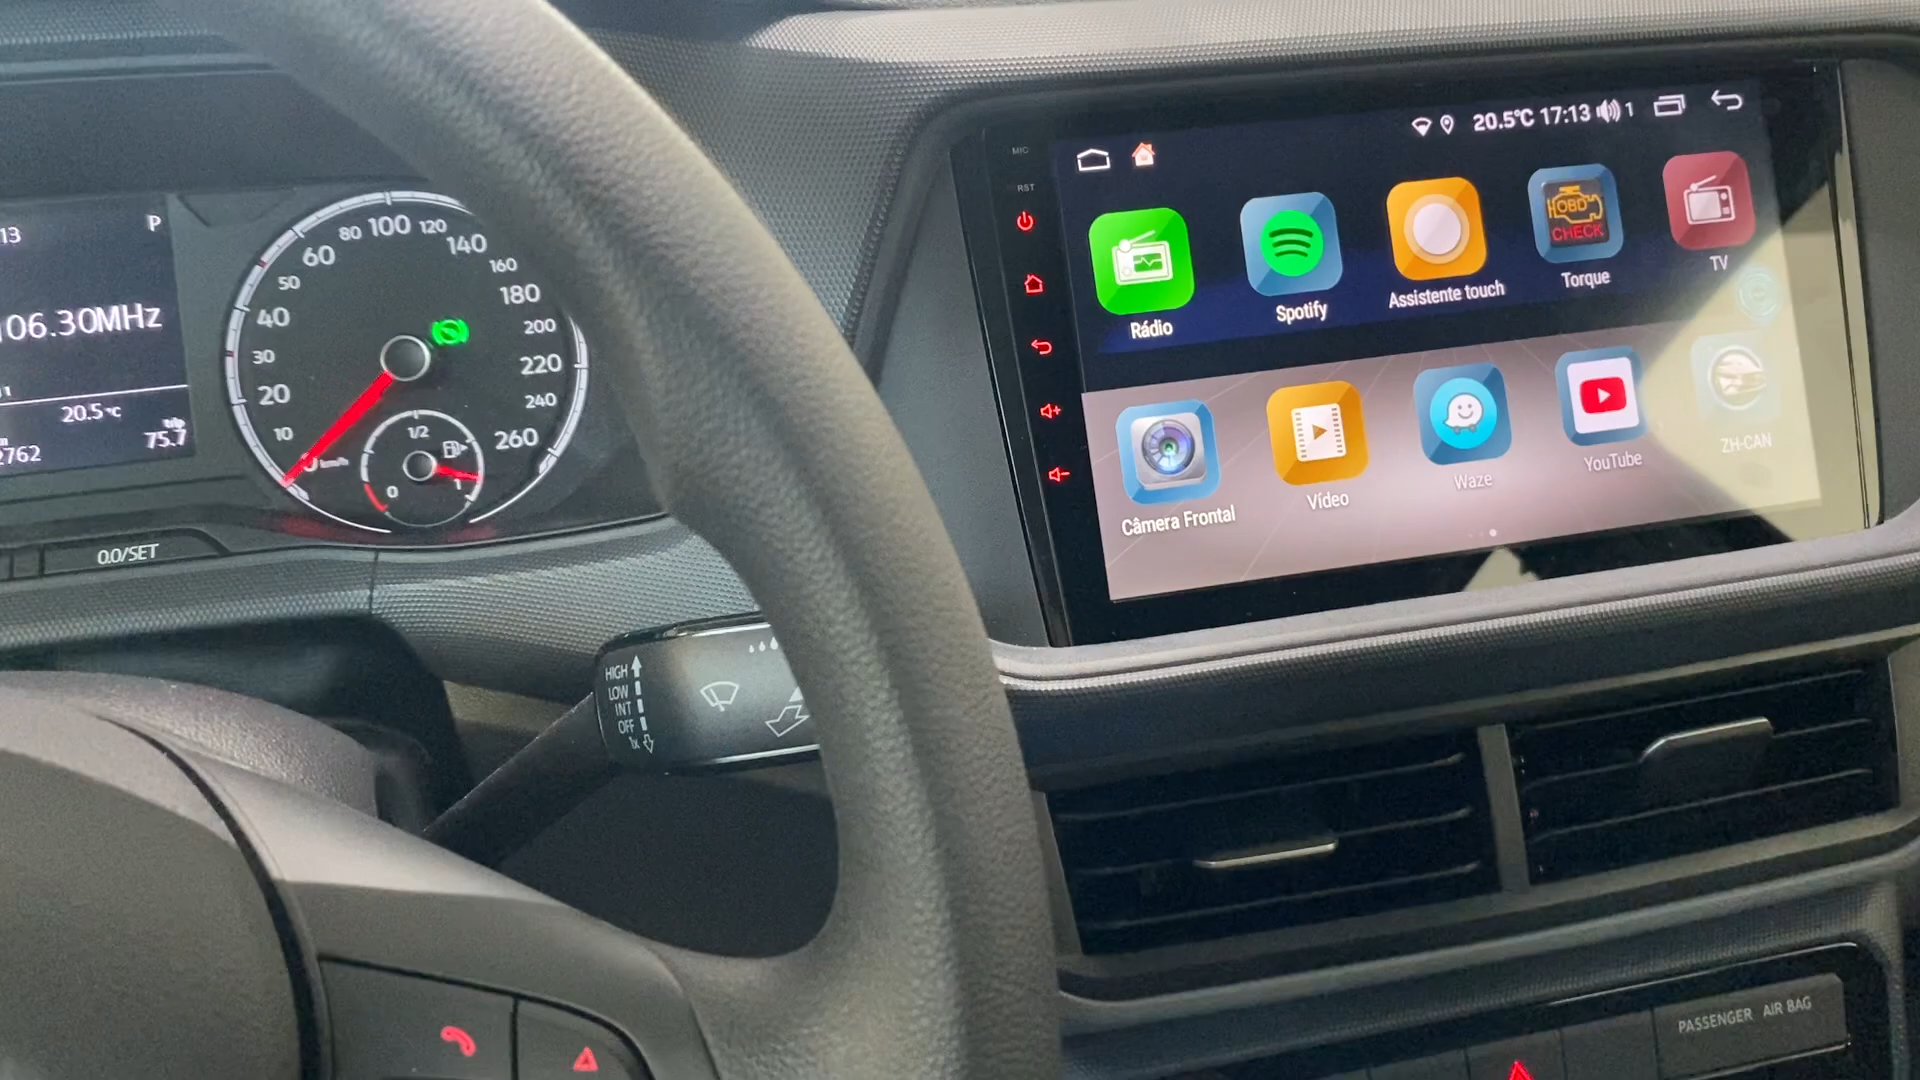 13
P
106.30MHz
20.5°C
trip
75.7
2762
0.0/SET
10
20
30
40
50
60
80
100
120
140
160
180
200
220
240
260
km/h
0
1/2
1
HIGH
LOW
INT
OFF
1x
MIC
RST
20.5°C 17:13 1
Rádio
Spotify
Assistente touch
OBD
CHECK
Torque
TV
Câmera Frontal
Vídeo
Waze
YouTube
ZH-CAN
PASSENGER AIR BAG